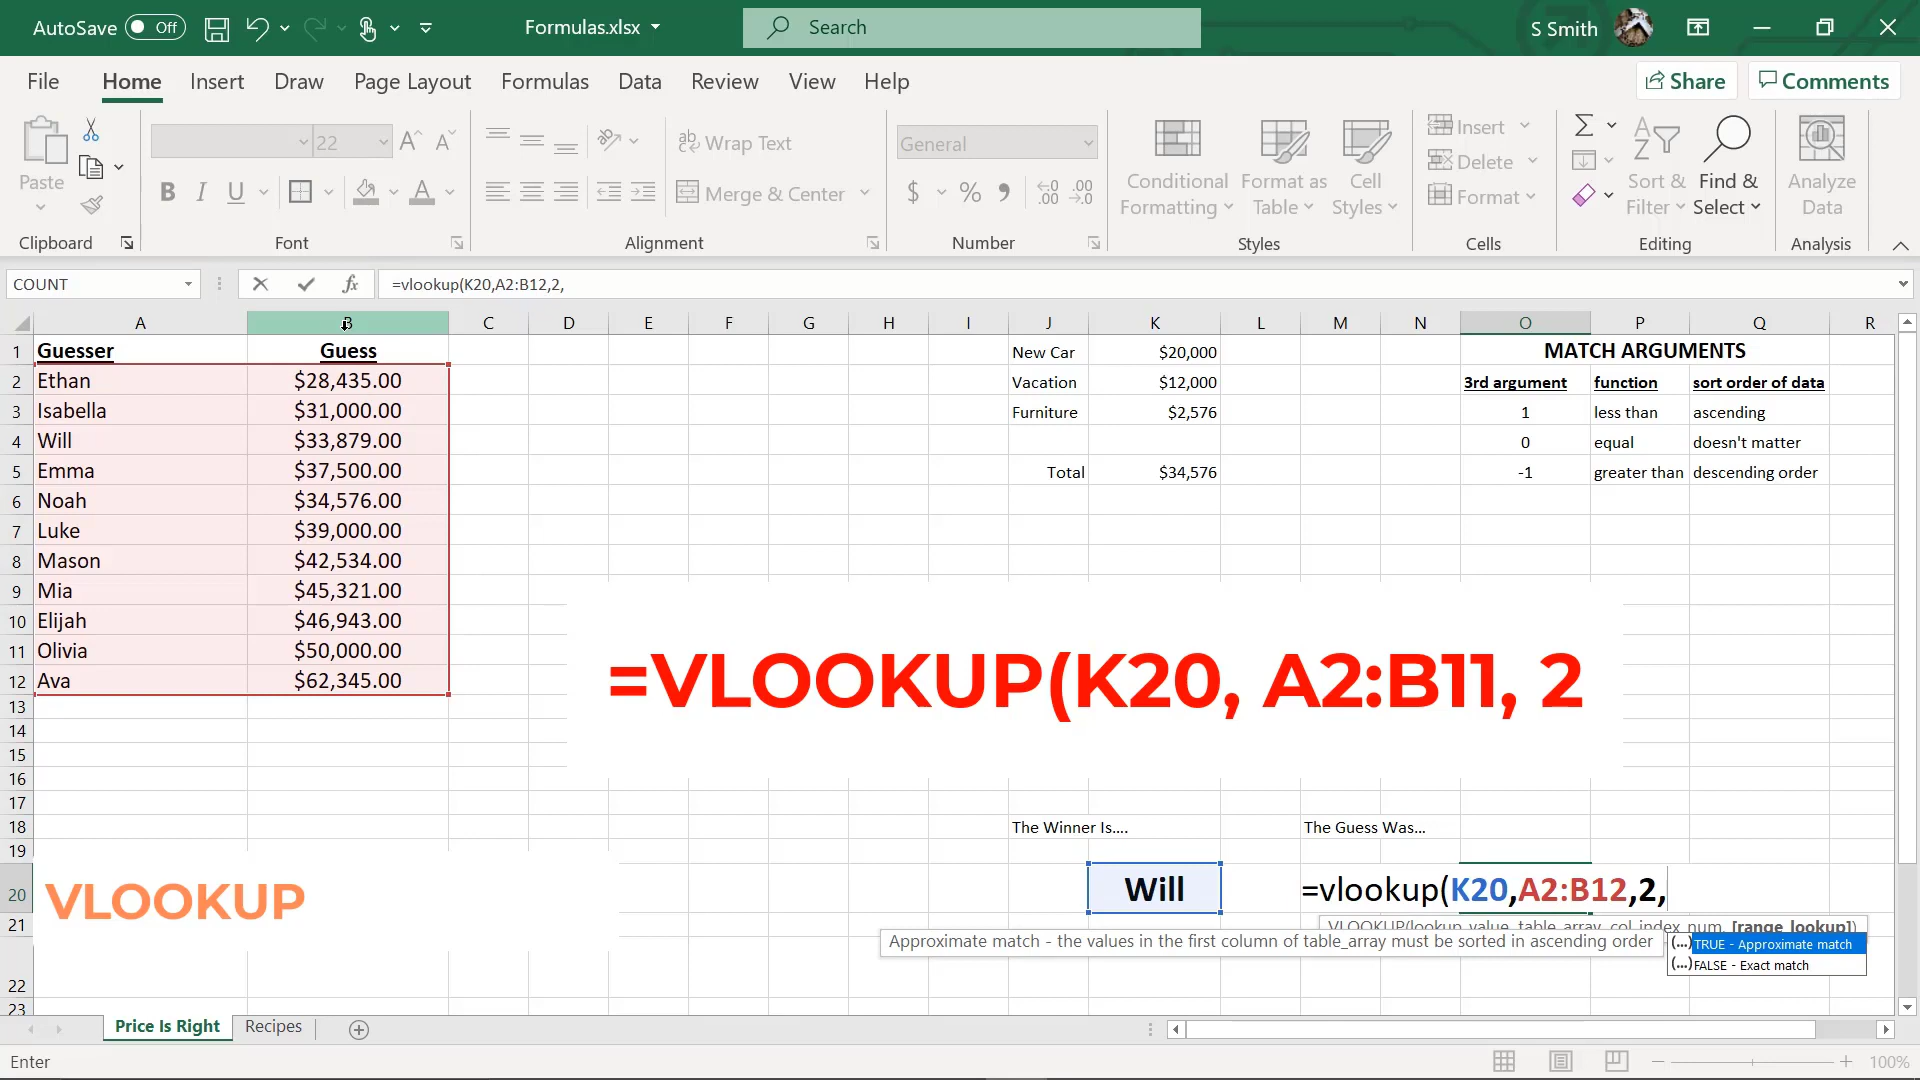 AutoSave Off Formulas.xlsx Search S Smith
File Home Insert Draw Page Layout Formulas Data Review View Help Share Comments
Paste 22 Wrap Text General Conditional Formatting Format as Table Cell Styles Insert Sort & Filter Find & Select Analyze Data
B I U Merge & Center $ % Delete
Format
Clipboard Font Alignment Number Styles Cells Editing Analysis
COUNT fx =vlookup(K20,A2:B12,2,
A B C D E F G H I J K L M N O P Q R
1 Guesser Guess New Car $20,000 MATCH ARGUMENTS
2 Ethan $28,435.00 Vacation $12,000 3rd argument function sort order of data
3 Isabella $31,000.00 Furniture $2,576 1 less than ascending
4 Will $33,879.00 0 equal doesn't matter
5 Emma $37,500.00 Total $34,576 -1 greater than descending order
6 Noah $34,576.00
7 Luke $39,000.00
8 Mason $42,534.00
9 Mia $45,321.00
10 Elijah $46,943.00
11 Olivia $50,000.00
12 Ava $62,345.00
=VLOOKUP(K20, A2:B11, 2
13
14
15
16
17
18 The Winner Is.... The Guess Was...
19
20 VLOOKUP Will =vlookup(K20,A2:B12,2,
21 VLOOKUP(lookup_value, table_array, col_index_num, [range_lookup])
Approximate match - the values in the first column of table_array must be sorted in ascending order (...)TRUE - Approximate match
(...)FALSE - Exact match
22
23
Price Is Right Recipes
Enter 100%